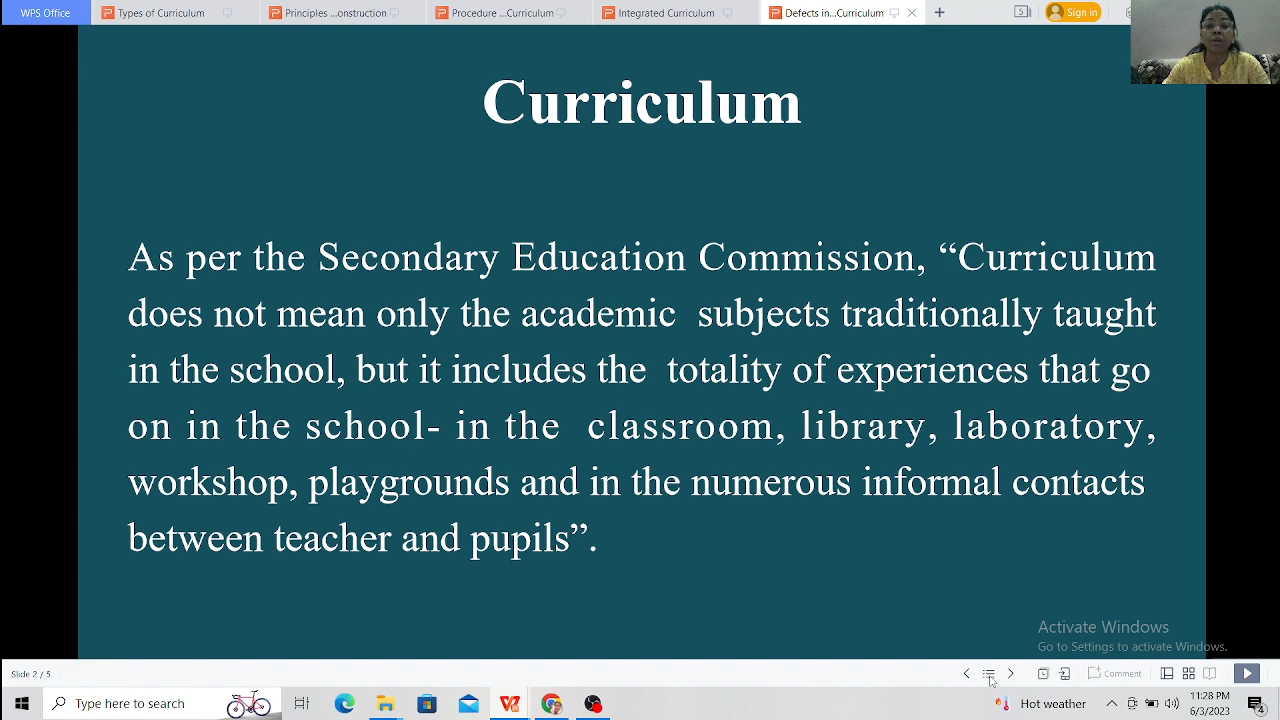 WPS Office
Types of Curriculum
Principles ...onstruction
Procedure ...Curriculum
Integrated Curriculum
Defects in...Curriculum
5
Sign in
Curriculum
As per the Secondary Education Commission, “Curriculum
does not mean only the academic subjects traditionally taught
in the school, but it includes the totality of experiences that go
on in the school- in the classroom, library, laboratory,
workshop, playgrounds and in the numerous informal contacts
between teacher and pupils”.
Activate Windows
Go to Settings to activate Windows.
Slide 2 / 5
Comment
Type here to search
Hot weather
11:28 PM
6/3/2023
4